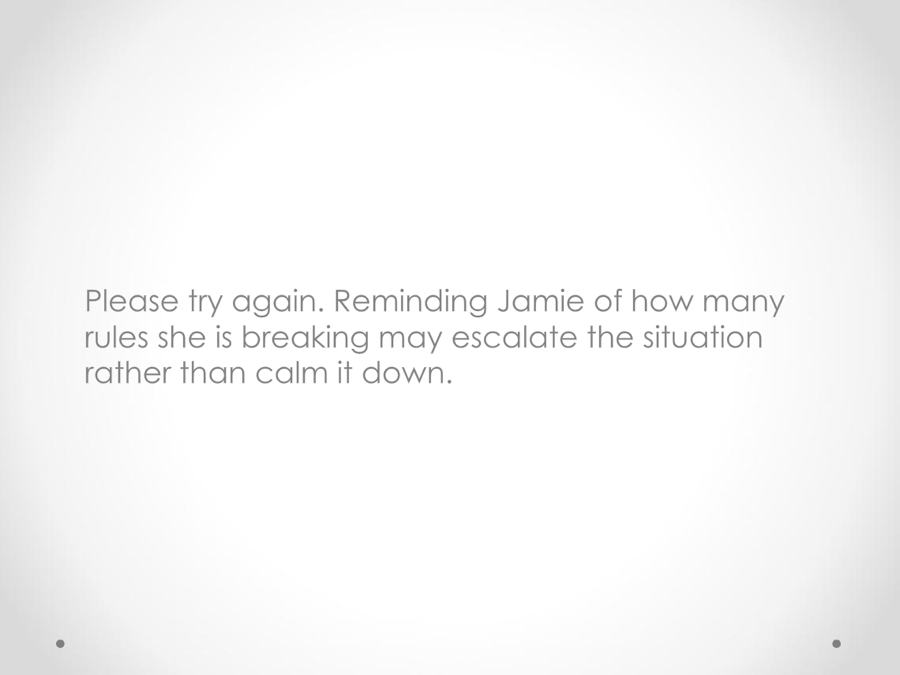 Please try again. Reminding Jamie of how many
rules she is breaking may escalate the situation
rather than calm it down.